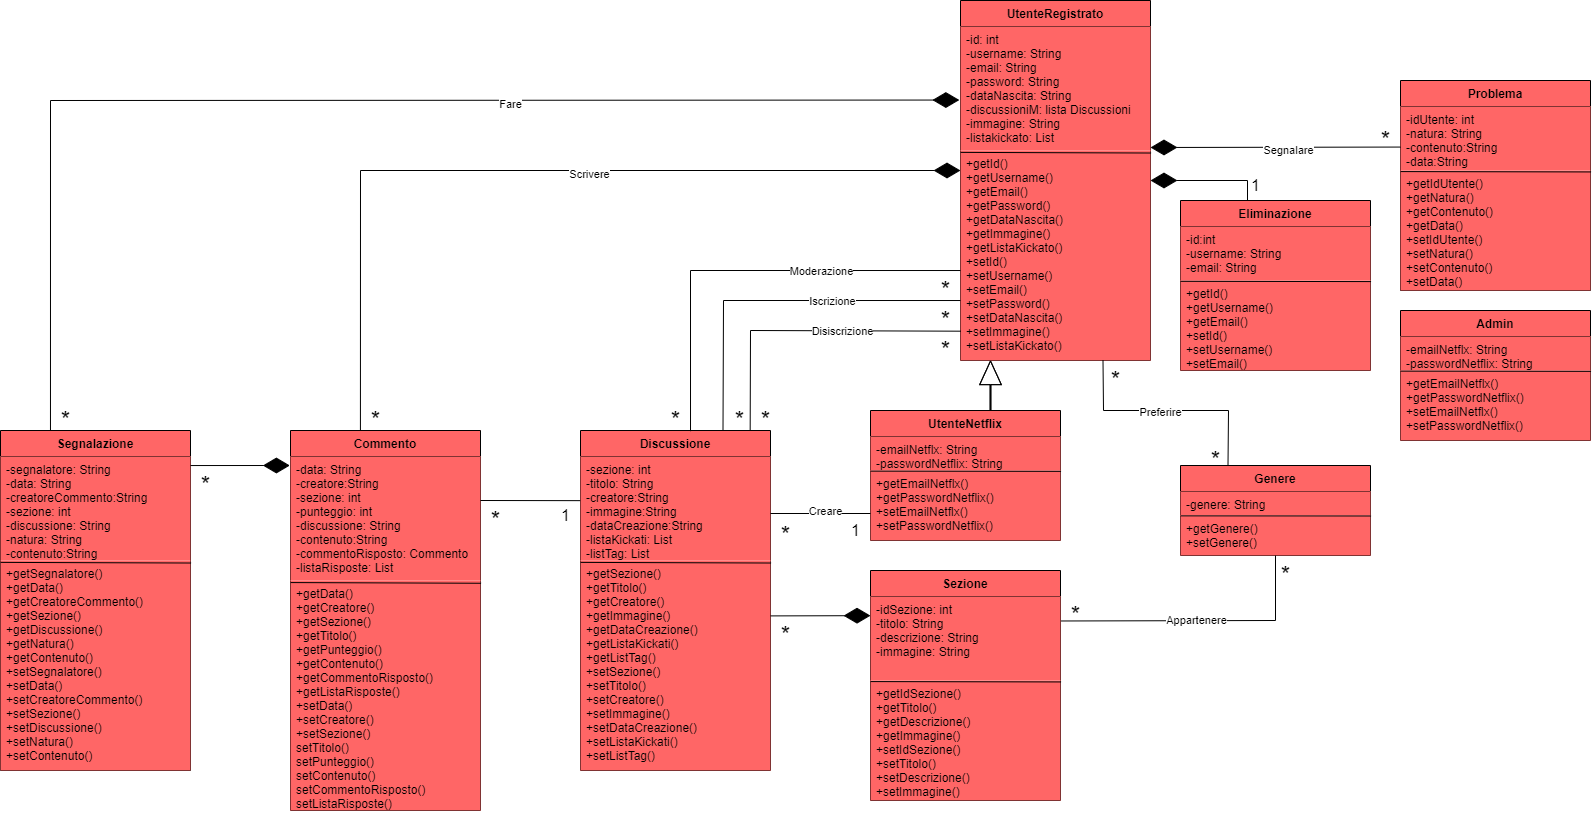 UtenteRegistrato
-id: int
-username: String
-email: String
-password: String
-dataNascita: String
-discussioniM: lista Discussioni
-immagine: String
-listakickato: List
+getId()
+getUsername()
+getEmail()
+getPassword()
+getDataNascita()
+getImmagine()
+getListaKickato()
+setId()
+setUsername()
+setEmail()
+setPassword()
+setDataNascita()
+setImmagine()
+setListaKickato()
Problema
-idUtente: int
-natura: String
-contenuto:String
-data:String
+getIdUtente()
+getNatura()
+getContenuto()
+getData()
+setIdUtente()
+setNatura()
+setContenuto()
+setData()
Fare
Scrivere
Segnalare
*
1
Eliminazione
-id:int
-username: String
-email: String
+getId()
+getUsername()
+getEmail()
+setId()
+setUsername()
+setEmail()
Moderazione
*
Iscrizione
*
Disiscrizione
*
Admin
-emailNetflx: String
-passwordNetflix: String
+getEmailNetflx()
+getPasswordNetflix()
+setEmailNetflx()
+setPasswordNetflix()
*
Preferire
*
*
*
*
*
*
Segnalazione
-segnalatore: String
-data: String
-creatoreCommento:String
-sezione: int
-discussione: String
-natura: String
-contenuto:String
+getSegnalatore()
+getData()
+getCreatoreCommento()
+getSezione()
+getDiscussione()
+getNatura()
+getContenuto()
+setSegnalatore()
+setData()
+setCreatoreCommento()
+setSezione()
+setDiscussione()
+setNatura()
+setContenuto()
*
Commento
-data: String
-creatore:String
-sezione: int
-punteggio: int
-discussione: String
-contenuto:String
-commentoRisposto: Commento
-listaRisposte: List
+getData()
+getCreatore()
+getSezione()
+getTitolo()
+getPunteggio()
+getContenuto()
+getCommentoRisposto()
+getListaRisposte()
+setData()
+setCreatore()
+setSezione()
setTitolo()
setPunteggio()
setContenuto()
setCommentoRisposto()
setListaRisposte()
*
1
Discussione
-sezione: int
-titolo: String
-creatore:String
-immagine:String
-dataCreazione:String
-listaKickati: List
-listTag: List
+getSezione()
+getTitolo()
+getCreatore()
+getImmagine()
+getDataCreazione()
+getListaKickati()
+getListTag()
+setSezione()
+setTitolo()
+setCreatore()
+setImmagine()
+setDataCreazione()
+setListaKickati()
+setListTag()
Creare
*
1
*
UtenteNetflix
-emailNetflx: String
-passwordNetflix: String
+getEmailNetflx()
+getPasswordNetflix()
+setEmailNetflx()
+setPasswordNetflix()
Genere
-genere: String
+getGenere()
+setGenere()
*
Sezione
-idSezione: int
-titolo: String
-descrizione: String
-immagine: String
+getIdSezione()
+getTitolo()
+getDescrizione()
+getImmagine()
+setIdSezione()
+setTitolo()
+setDescrizione()
+setImmagine()
*
Appartenere